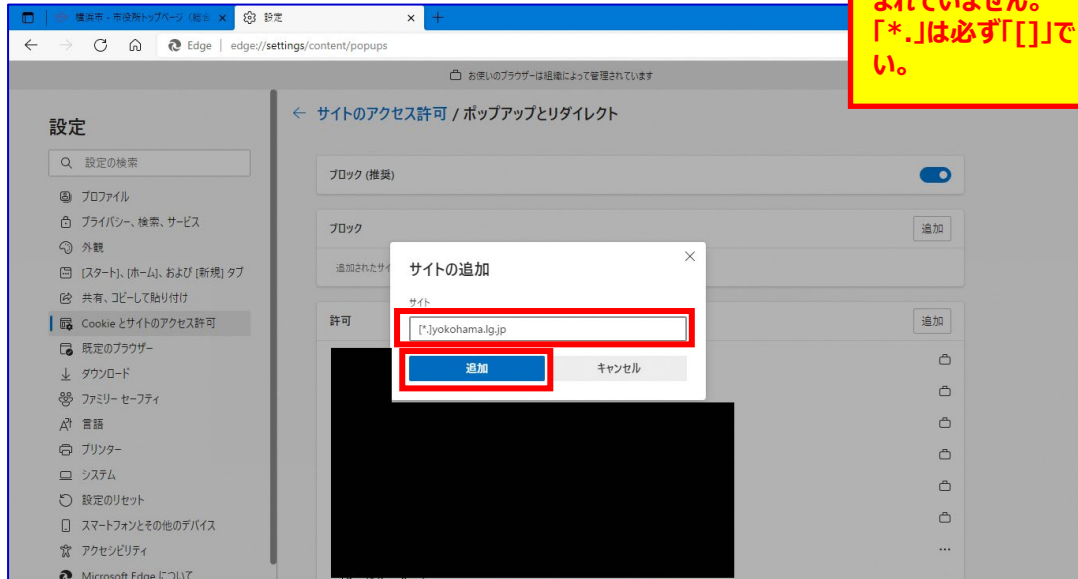 横浜市 - 市役所トップページ (総合
設定
Edge | edge://settings/content/popups
まれていません。
「*.」は必ず「[]」で
い。
お使いのブラウザーは組織によって管理されています
設定
設定の検索
プロファイル
プライバシー、検索、サービス
外観
[スタート]、[ホーム]、および [新規] タブ
共有、コピーして貼り付け
Cookie とサイトのアクセス許可
既定のブラウザー
ダウンロード
ファミリー セーフティ
言語
プリンター
システム
設定のリセット
スマートフォンとその他のデバイス
アクセシビリティ
Microsoft Edge について
サイトのアクセス許可 / ポップアップとリダイレクト
ブロック (推奨)
ブロック
追加
追加されたサイ
サイトの追加
サイト
[*.]yokohama.lg.jp
追加
キャンセル
許可
追加